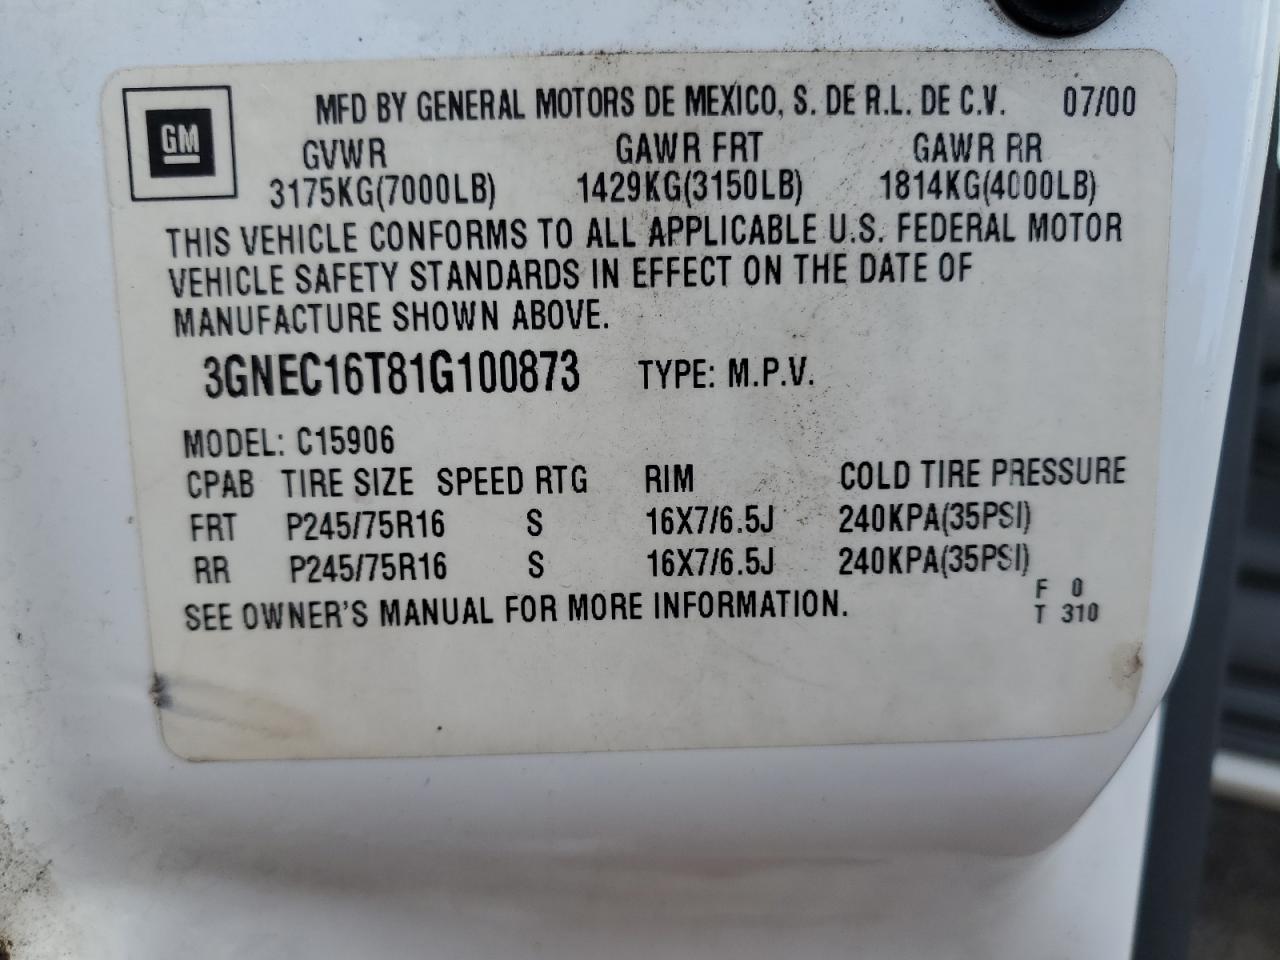 GM
MFD BY GENERAL MOTORS DE MEXICO, S. DE R.L. DE C.V. 07/00
GVWR GAWR FRT GAWR RR
3175KG(7000LB) 1429KG(3150LB) 1814KG(4000LB)
THIS VEHICLE CONFORMS TO ALL APPLICABLE U.S. FEDERAL MOTOR
VEHICLE SAFETY STANDARDS IN EFFECT ON THE DATE OF
MANUFACTURE SHOWN ABOVE.
3GNEC16T81G100873 TYPE: M.P.V.
MODEL: C15906
CPAB TIRE SIZE SPEED RTG RIM COLD TIRE PRESSURE
FRT P245/75R16 S 16X7/6.5J 240KPA(35PSI)
RR P245/75R16 S 16X7/6.5J 240KPA(35PSI)
SEE OWNER'S MANUAL FOR MORE INFORMATION.
F 0
T 310